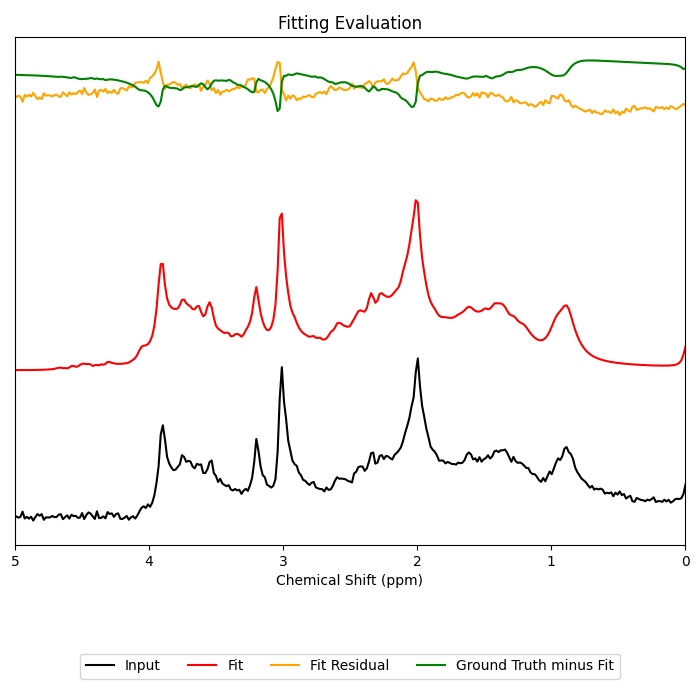 Fitting Evaluation
5 4 3 2 1 0
Chemical Shift (ppm)
Input Fit Fit Residual Ground Truth minus Fit